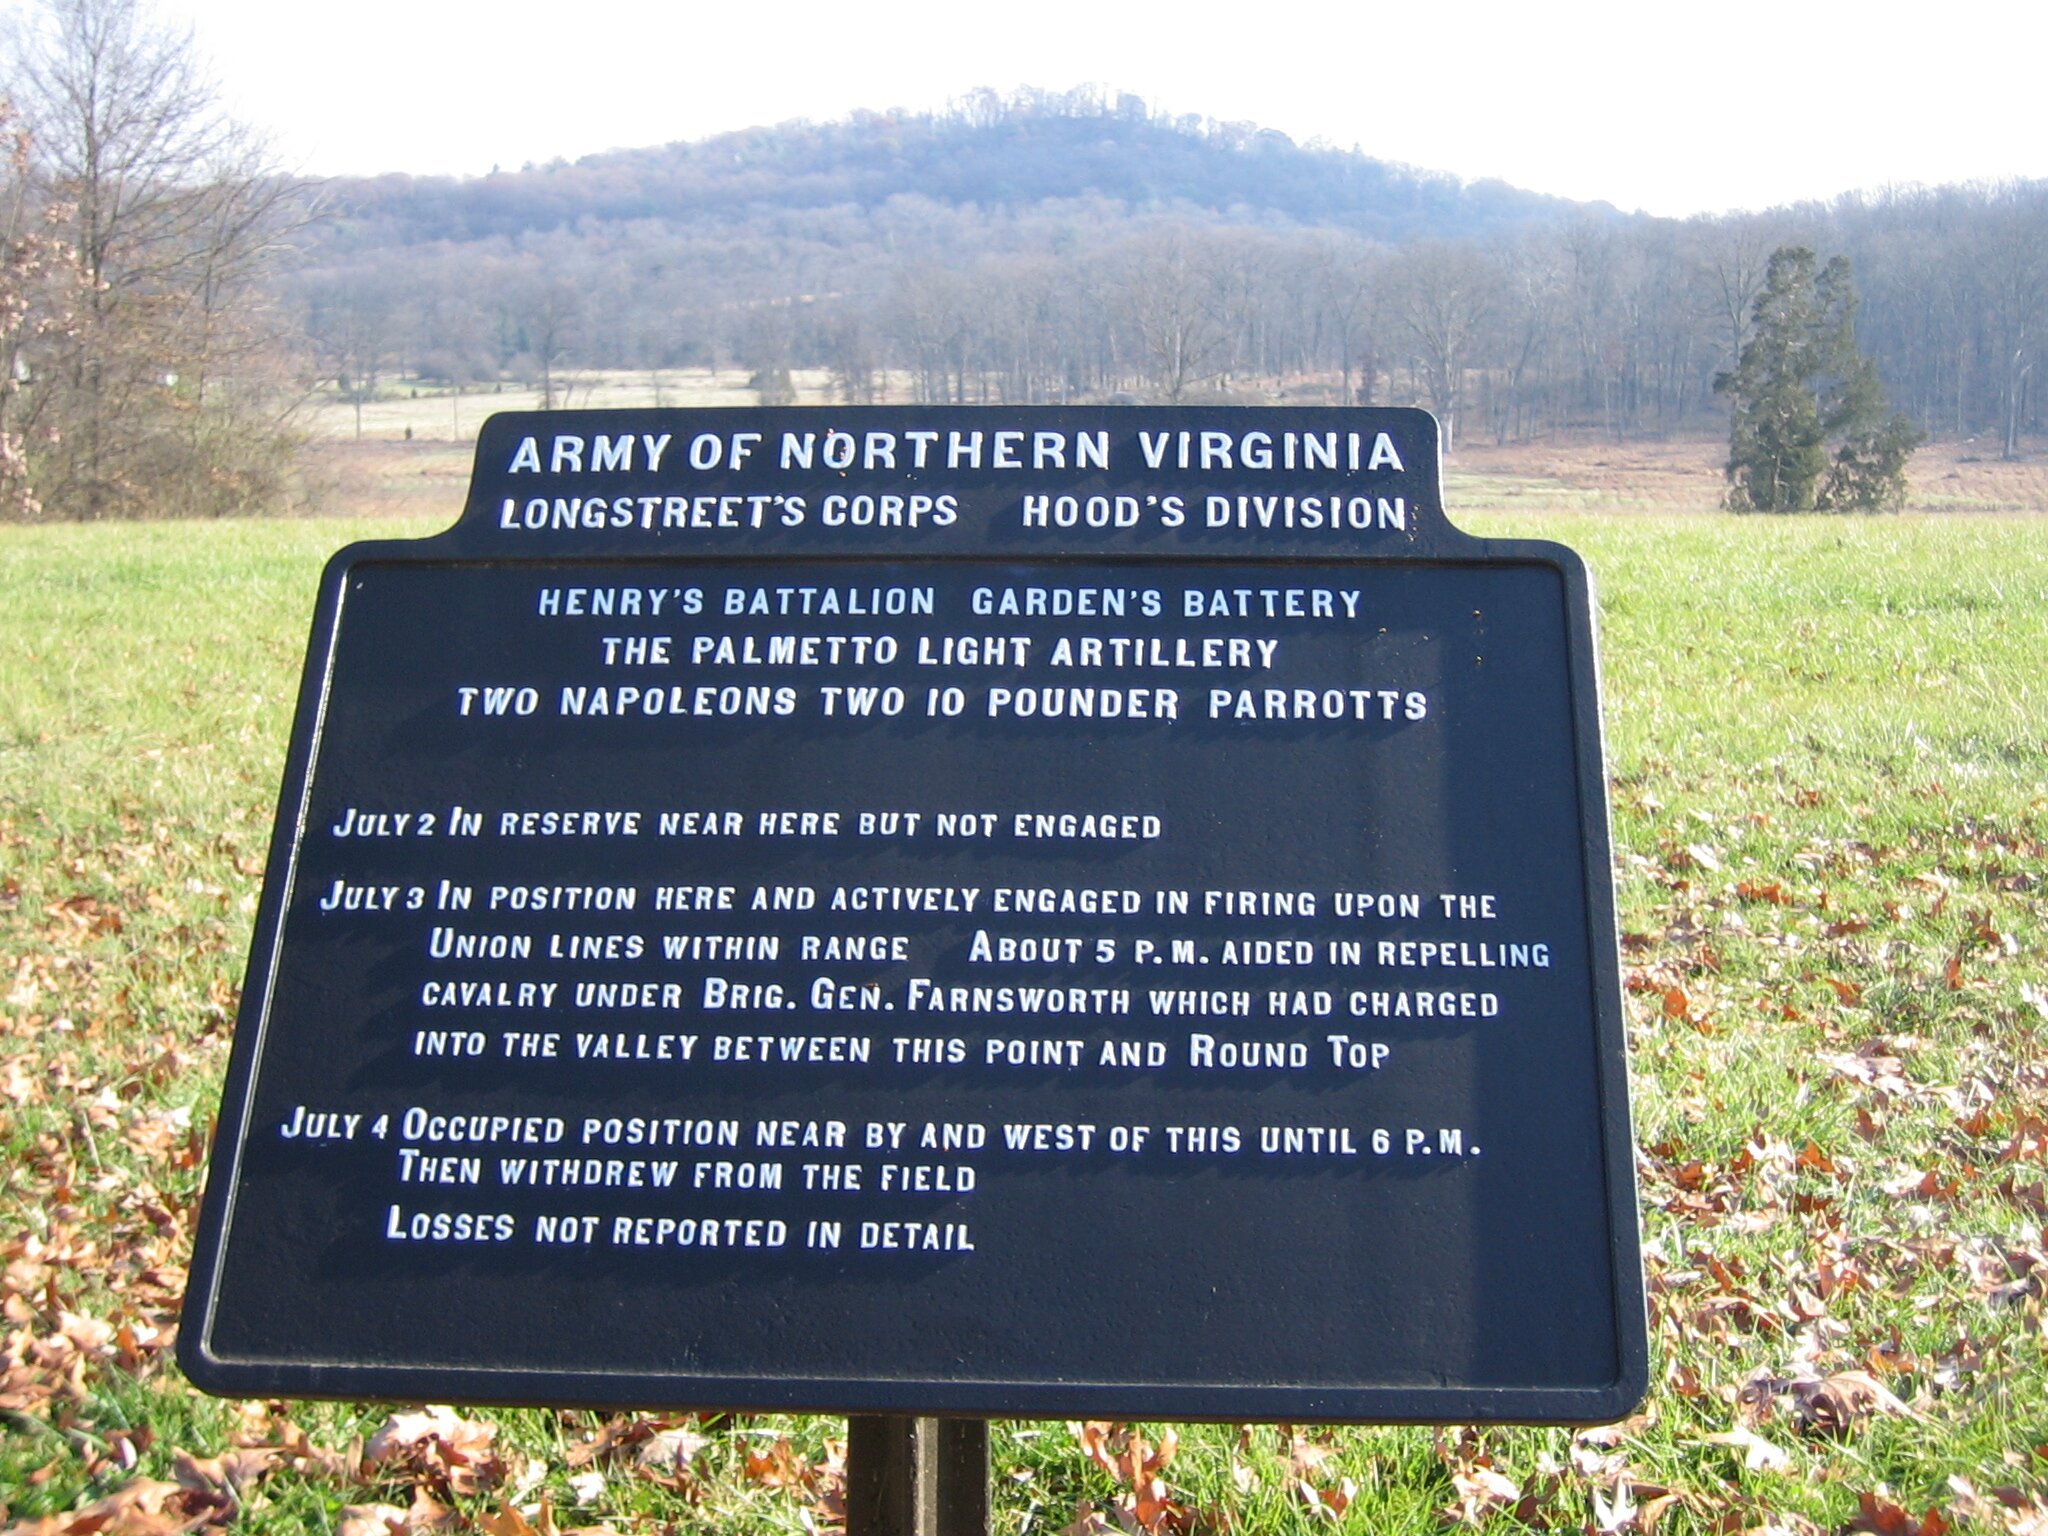 ARMY OF NORTHERN VIRGINIA
LONGSTREET'S CORPS HOOD'S DIVISION
HENRY'S BATTALION GARDEN'S BATTERY
THE PALMETTO LIGHT ARTILLERY
TWO NAPOLEONS TWO 10 POUNDER PARROTTS
JULY 2 IN RESERVE NEAR HERE BUT NOT ENGAGED
JULY 3 IN POSITION HERE AND ACTIVELY ENGAGED IN FIRING UPON THE
UNION LINES WITHIN RANGE ABOUT 5 P.M. AIDED IN REPELLING
CAVALRY UNDER BRIG. GEN. FARNSWORTH WHICH HAD CHARGED
INTO THE VALLEY BETWEEN THIS POINT AND ROUND TOP
JULY 4 OCCUPIED POSITION NEAR BY AND WEST OF THIS UNTIL 6 P.M.
THEN WITHDREW FROM THE FIELD
LOSSES NOT REPORTED IN DETAIL